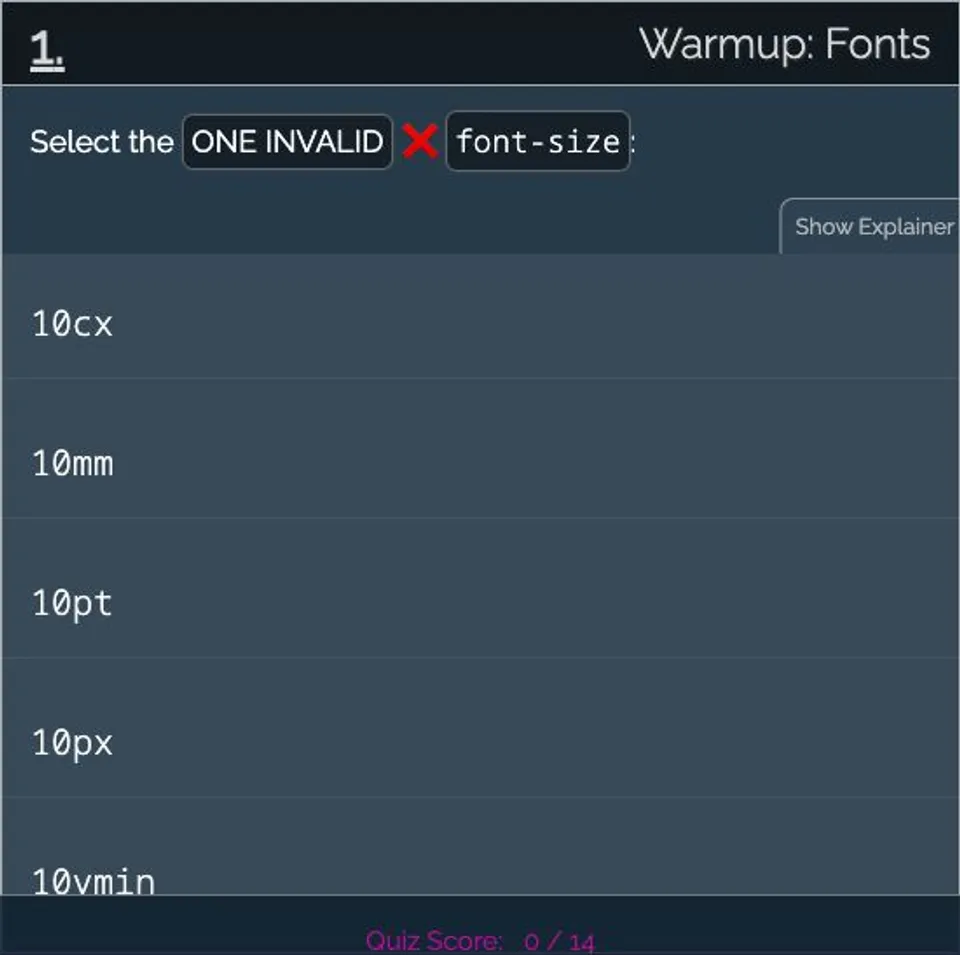 1. Warmup: Fonts
Select the ONE INVALID ❌ font-size:
Show Explainer
10cx
10mm
10pt
10px
10vmin
Quiz Score: 0 / 14